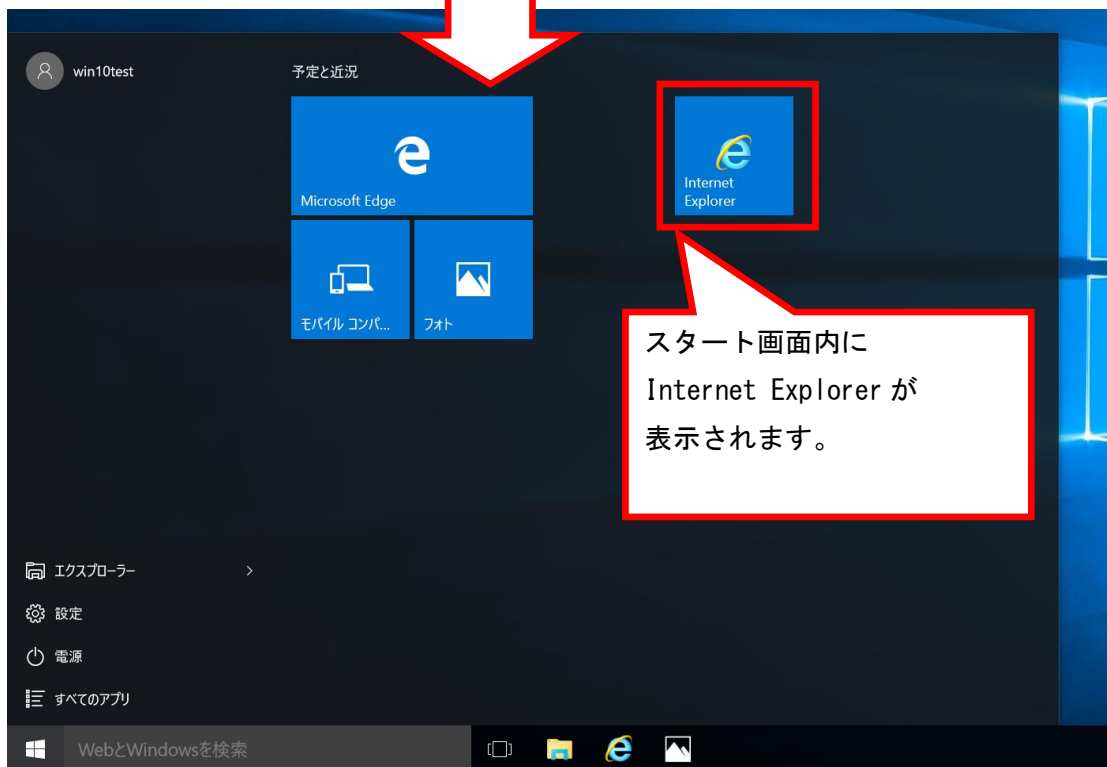 win10test
予定と近況
Microsoft Edge
Internet
Explorer
モバイル コンパ...
フォト
スタート画面内に
Internet Explorer が
表示されます。
エクスプローラー
設定
電源
すべてのアプリ
WebとWindowsを検索